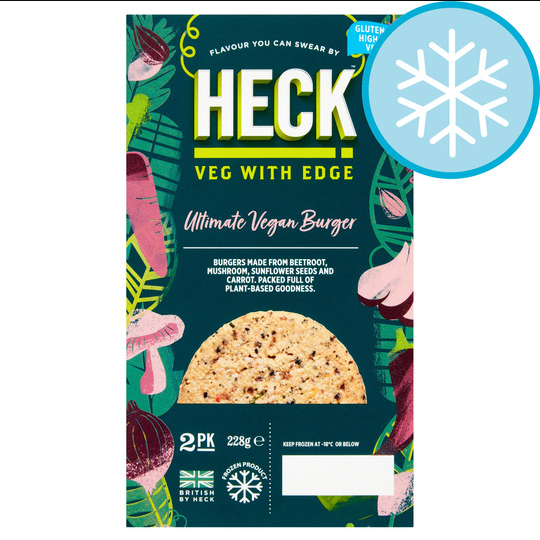 FLAVOUR YOU CAN SWEAR BY
GLUTEN
HIGH
HECK™
VEG WITH EDGE
Ultimate Vegan Burger
BURGERS MADE FROM BEETROOT,
MUSHROOM, SUNFLOWER SEEDS AND
CARROT. PACKED FULL OF
PLANT-BASED GOODNESS.
2PK
228g ℮
KEEP FROZEN AT -18°C OR BELOW
FROZEN PRODUCT
BRITISH
BY HECK